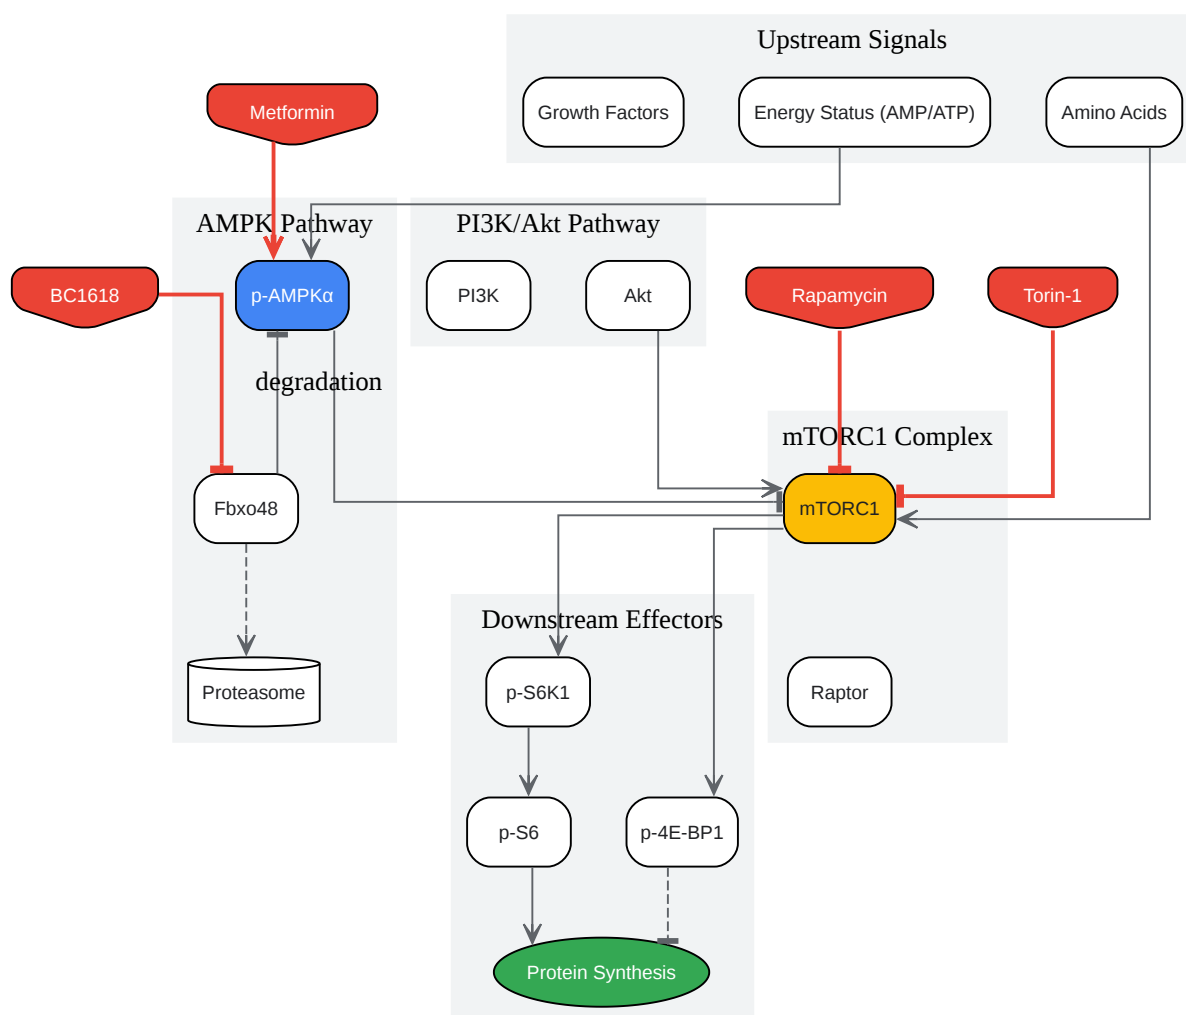 Upstream Signals
Growth Factors
Energy Status (AMP/ATP)
Amino Acids
Metformin
AMPK Pathway
PI3K/Akt Pathway
BC1618
p-AMPKα
PI3K
Akt
Rapamycin
Torin-1
degradation
mTORC1 Complex
Fbxo48
mTORC1
Downstream Effectors
Proteasome
p-S6K1
Raptor
p-S6
p-4E-BP1
Protein Synthesis